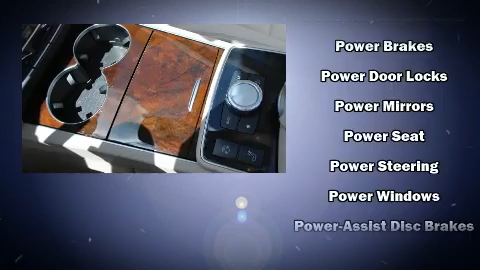 Power Brakes
Power Door Locks
Power Mirrors
Power Seat
Power Steering
Power Windows
Power-Assist Disc Brakes